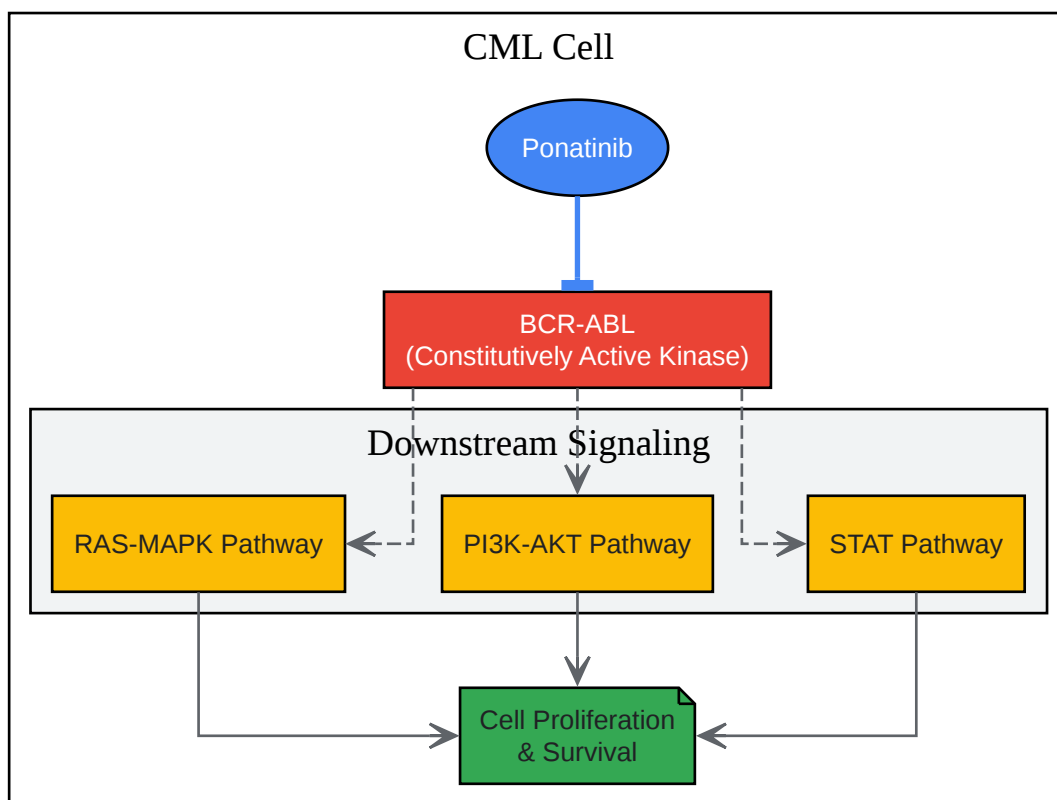 CML Cell
Ponatinib
BCR-ABL
(Constitutively Active Kinase)
Downstream Signaling
RAS-MAPK Pathway
PI3K-AKT Pathway
STAT Pathway
Cell Proliferation
& Survival